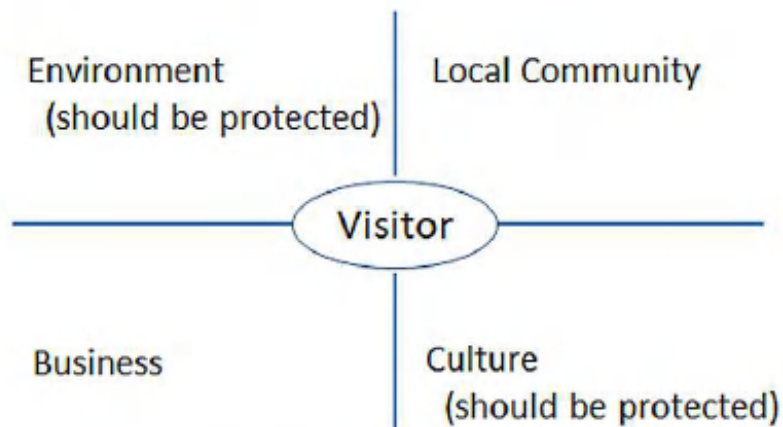 Environment
(should be protected)
Local Community
Visitor
Business
Culture
(should be protected)